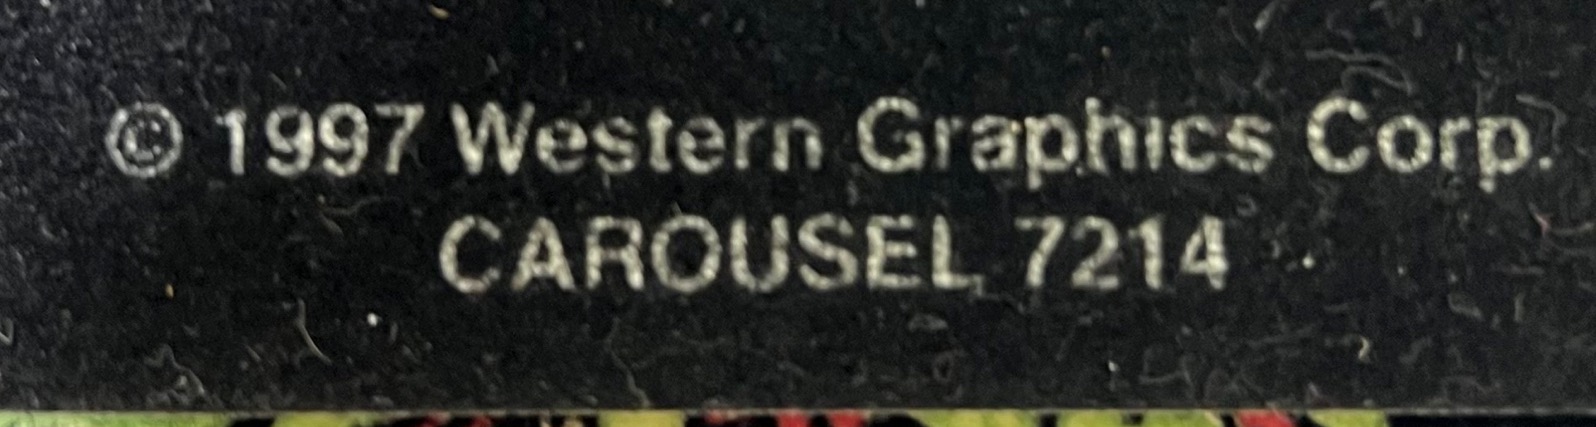 © 1997 Western Graphics Corp.
CAROUSEL 7214